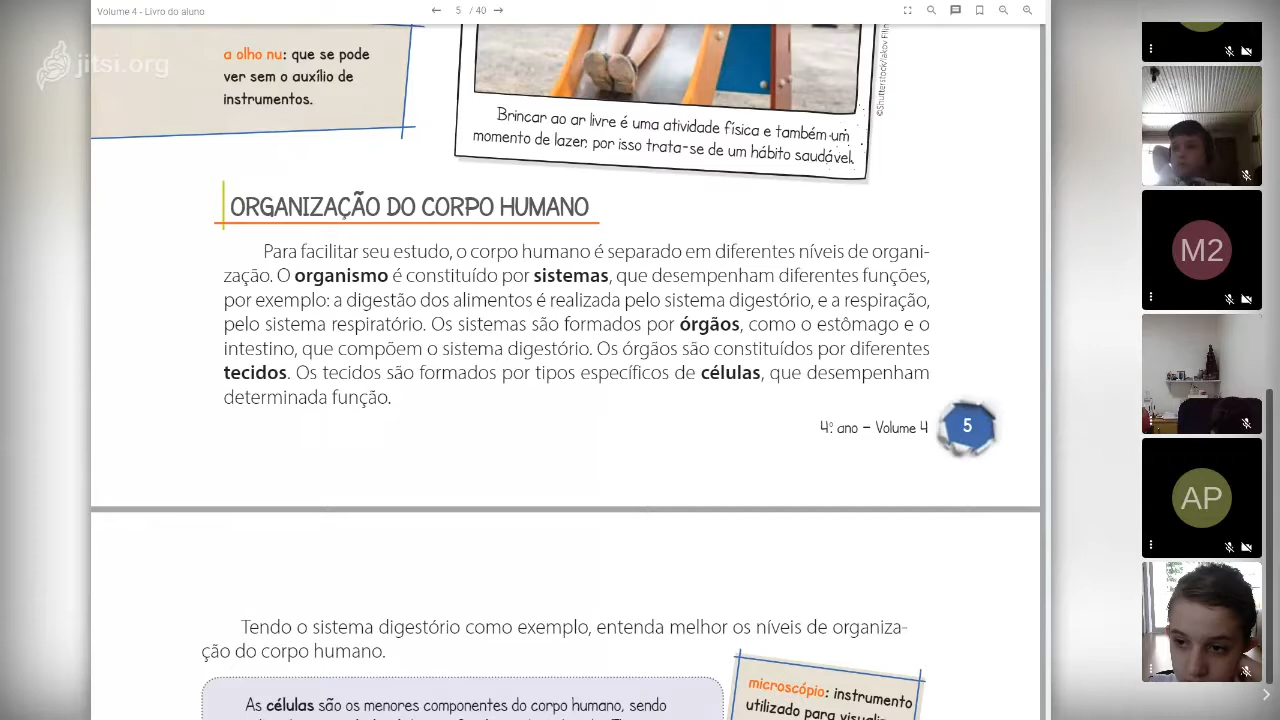 Volume 4 - Livro do aluno
5 / 40
jitsi.org
a olho nu: que se pode
ver sem o auxílio de
instrumentos.
Brincar ao ar livre é uma atividade física e também um
momento de lazer, por isso trata-se de um hábito saudável.
ORGANIZAÇÃO DO CORPO HUMANO
Para facilitar seu estudo, o corpo humano é separado em diferentes níveis de organi-
zação. O organismo é constituído por sistemas, que desempenham diferentes funções,
por exemplo: a digestão dos alimentos é realizada pelo sistema digestório, e a respiração,
pelo sistema respiratório. Os sistemas são formados por órgãos, como o estômago e o
intestino, que compõem o sistema digestório. Os órgãos são constituídos por diferentes
tecidos. Os tecidos são formados por tipos específicos de células, que desempenham
determinada função.
4º. ano – Volume 4
5
Tendo o sistema digestório como exemplo, entenda melhor os níveis de organiza-
ção do corpo humano.
As células são os menores componentes do corpo humano, sendo
microscópio: instrumento
M2
AP